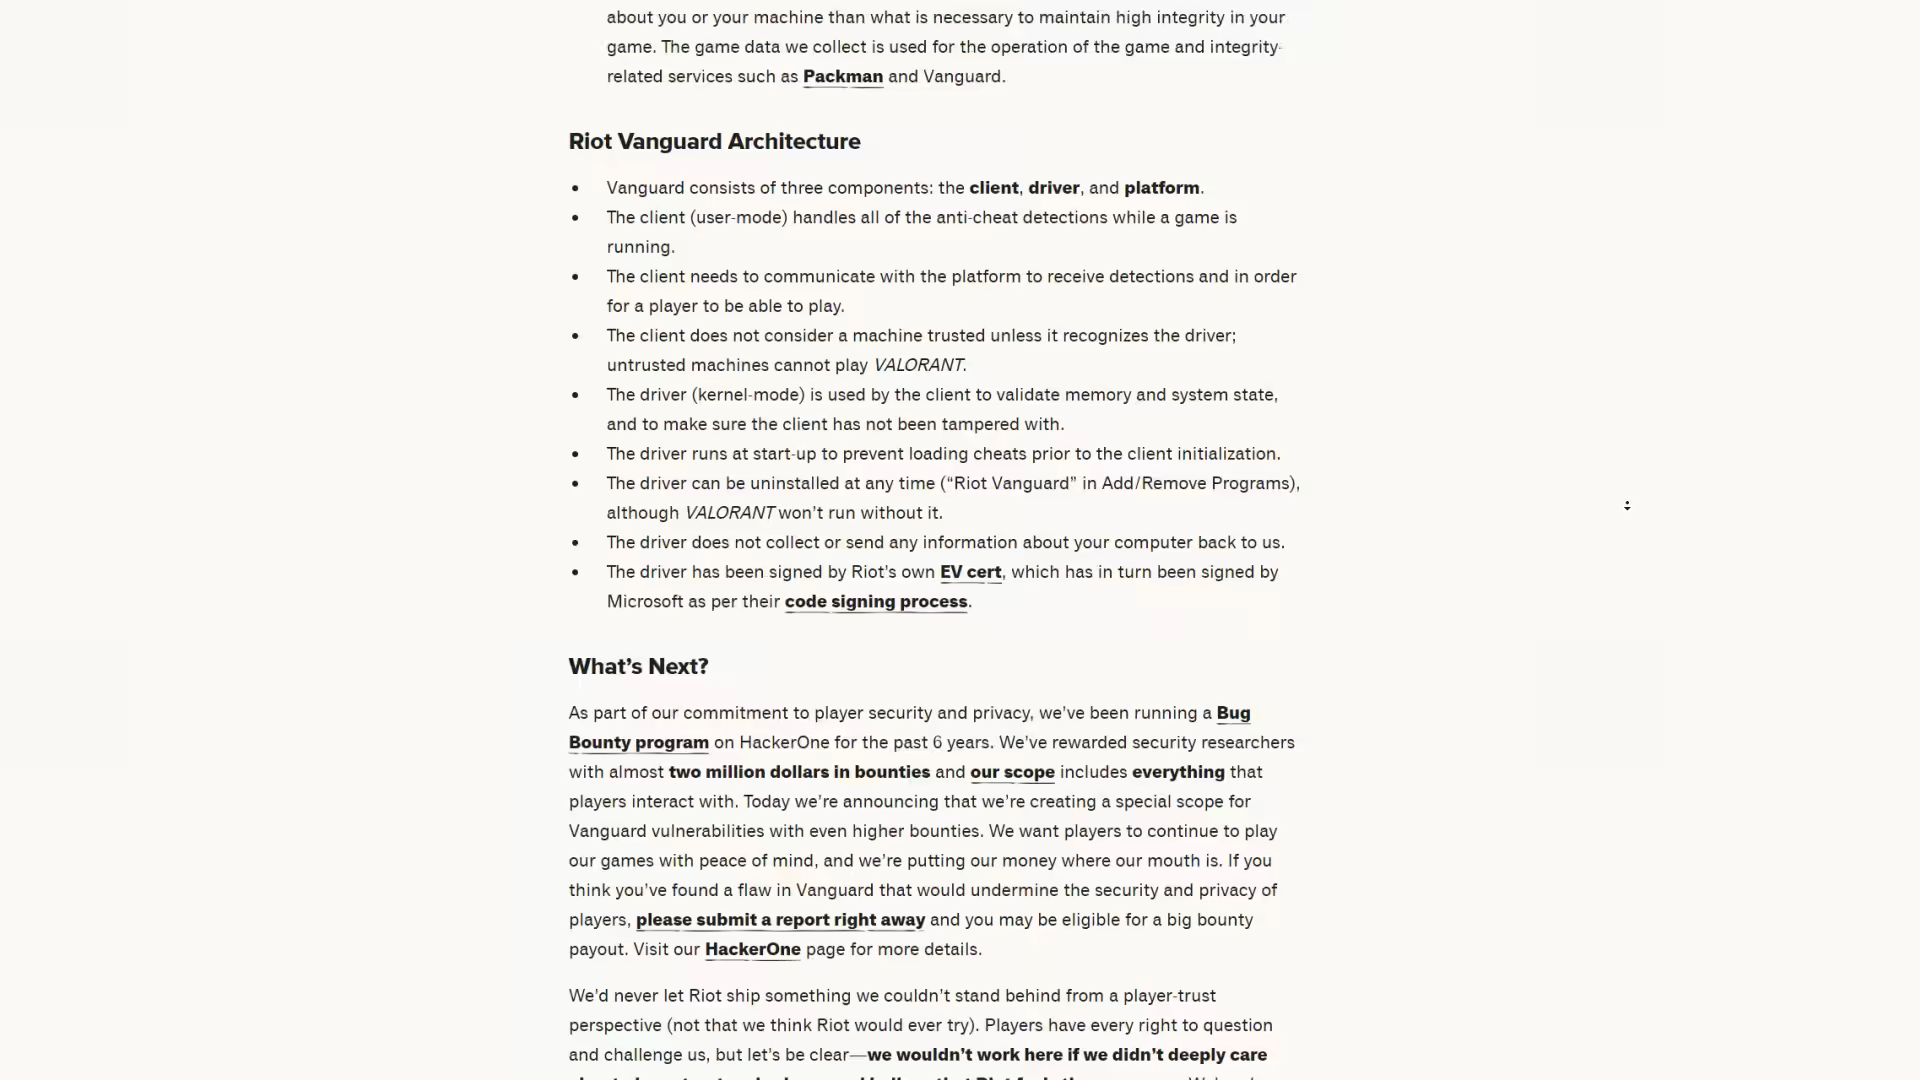 about you or your machine than what is necessary to maintain high integrity in your
game. The game data we collect is used for the operation of the game and integrity-
related services such as Packman and Vanguard.
Riot Vanguard Architecture
• Vanguard consists of three components: the client, driver, and platform.
• The client (user-mode) handles all of the anti-cheat detections while a game is
running.
• The client needs to communicate with the platform to receive detections and in order
for a player to be able to play.
• The client does not consider a machine trusted unless it recognizes the driver;
untrusted machines cannot play VALORANT.
• The driver (kernel-mode) is used by the client to validate memory and system state,
and to make sure the client has not been tampered with.
• The driver runs at start-up to prevent loading cheats prior to the client initialization.
• The driver can be uninstalled at any time (“Riot Vanguard” in Add/Remove Programs),
although VALORANT won’t run without it.
• The driver does not collect or send any information about your computer back to us.
• The driver has been signed by Riot’s own EV cert, which has in turn been signed by
Microsoft as per their code signing process.
What’s Next?
As part of our commitment to player security and privacy, we’ve been running a Bug
Bounty program on HackerOne for the past 6 years. We’ve rewarded security researchers
with almost two million dollars in bounties and our scope includes everything that
players interact with. Today we’re announcing that we’re creating a special scope for
Vanguard vulnerabilities with even higher bounties. We want players to continue to play
our games with peace of mind, and we’re putting our money where our mouth is. If you
think you’ve found a flaw in Vanguard that would undermine the security and privacy of
players, please submit a report right away and you may be eligible for a big bounty
payout. Visit our HackerOne page for more details.
We’d never let Riot ship something we couldn’t stand behind from a player-trust
perspective (not that we think Riot would ever try). Players have every right to question
and challenge us, but let’s be clear—we wouldn’t work here if we didn’t deeply care